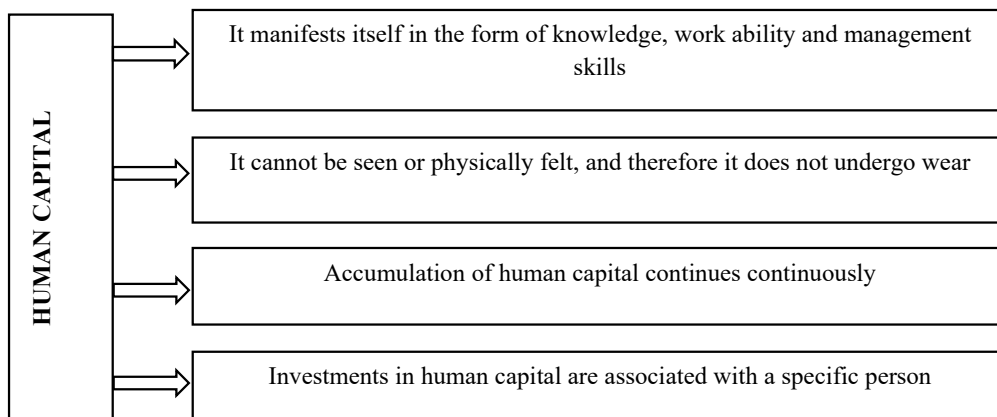 HUMAN CAPITAL
It manifests itself in the form of knowledge, work ability and management
skills
It cannot be seen or physically felt, and therefore it does not undergo wear
Accumulation of human capital continues continuously
Investments in human capital are associated with a specific person